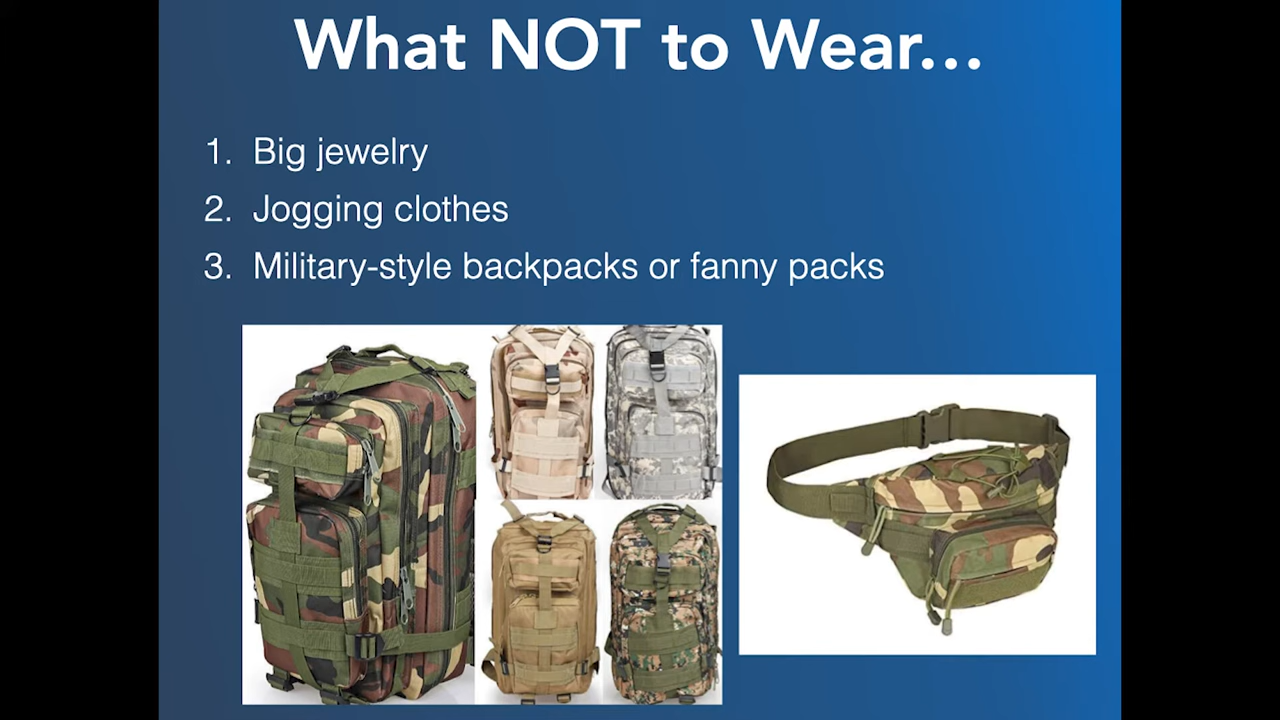 What NOT to Wear...
1. Big jewelry
2. Jogging clothes
3. Military-style backpacks or fanny packs